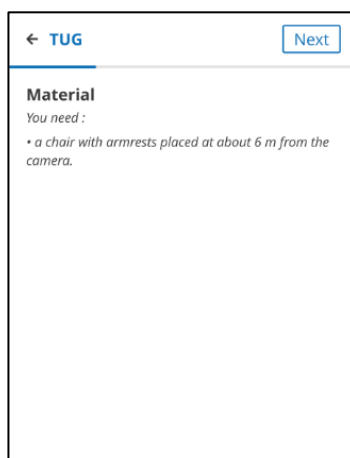 ← TUG
Next
Material
You need :
• a chair with armrests placed at about 6 m from the
camera.